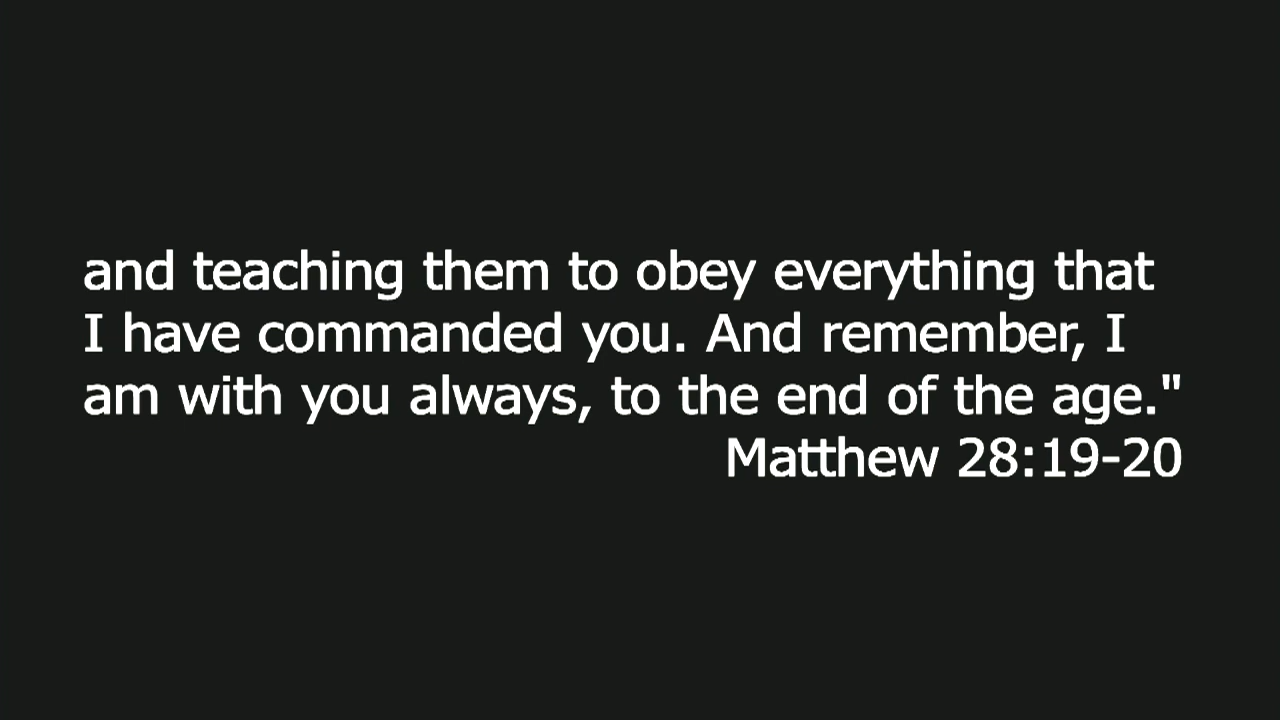 and teaching them to obey everything that
I have commanded you. And remember, I
am with you always, to the end of the age."
Matthew 28:19-20